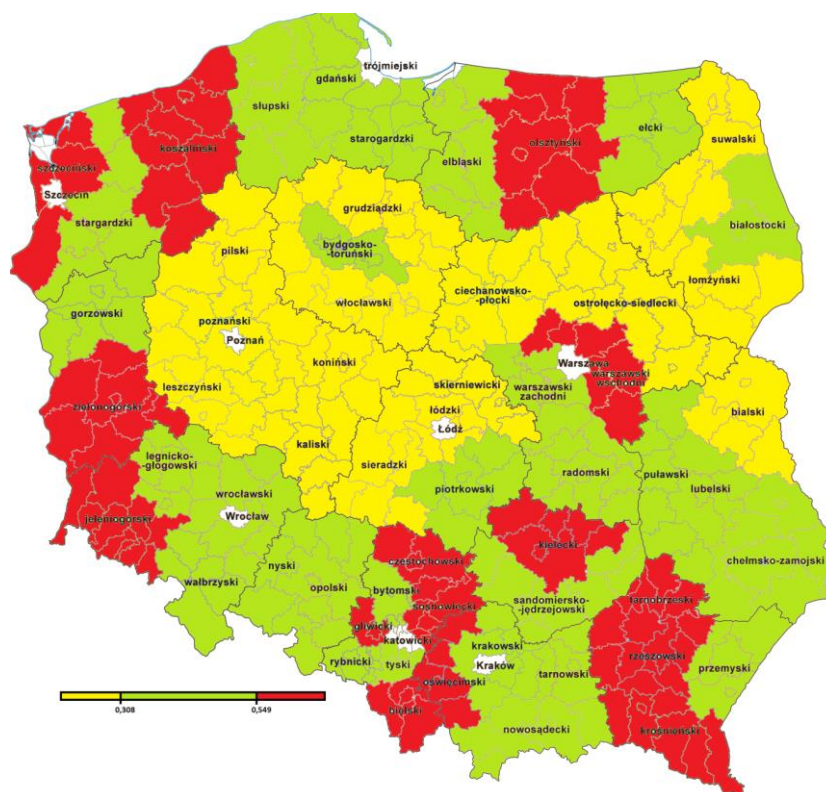 trójmiejski
gdański
słupski
ełcki
suwalski
koszaliński
starogardzki
olsztyński
elbląski
szczeciński
Szczecin
stargardzki
grudziądzki
białostocki
pilski
bydgosko-
-toruński
łomżyński
ciechanowsko-
-płocki
ostrołęcko-siedlecki
włocławski
gorzowski
poznański
Poznań
koniński
Warszawa
warszawski
wschodni
skierniewicki
warszawski
zachodni
leszczyński
zielonogórski
łódzki
Łódź
bialski
kaliski
legnicko-
-głogowski
sieradzki
radomski
puławski
lubelski
piotrkowski
wrocławski
Wrocław
jeleniogórski
kielecki
częstochowski
chełmsko-zamojski
wałbrzyski
nyski
opolski
bytomski
sosnowiecki
sandomiersko-
-jędrzejowski
tarnobrzeski
gliwicki
katowicki
krakowski
Kraków
rzeszowski
rybnicki
tyski
przemyski
tarnowski
oświęcimski
bielski
nowosądecki
krośnieński
0,308
0,549